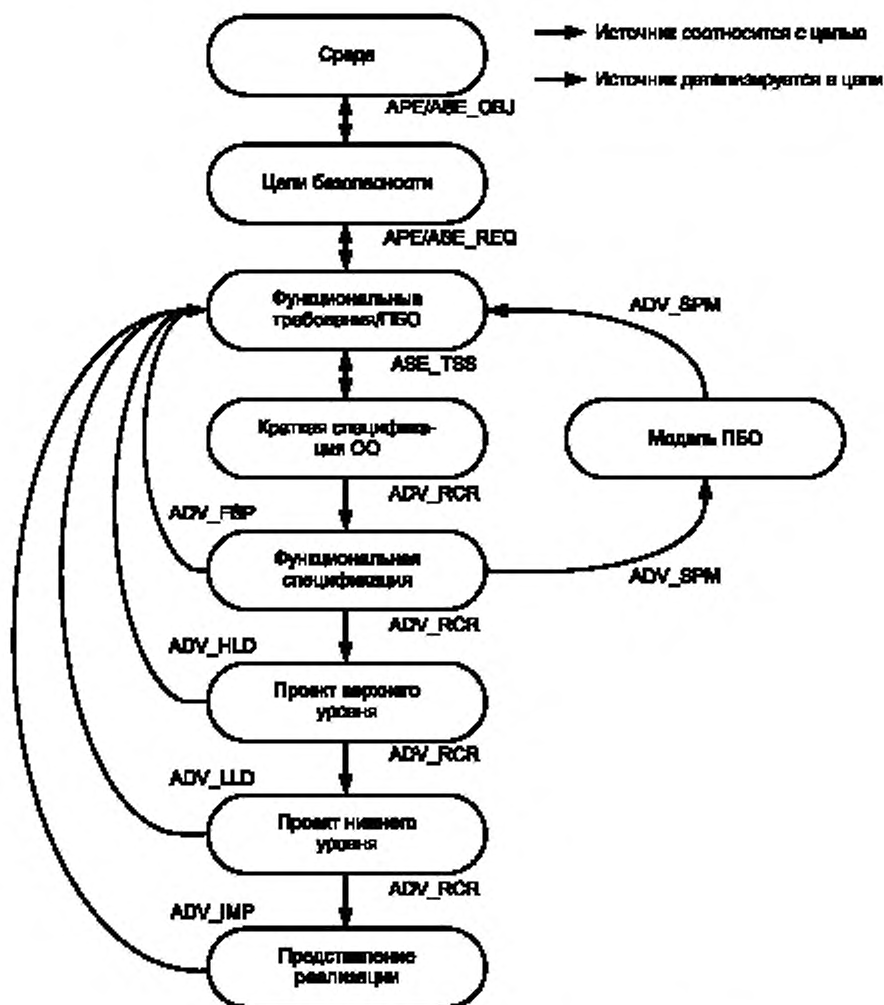 Среда
Источник соотносится с целью
Источник детализируется в цели
APE/ASE_OBJ
Цели безопасности
APE/ASE_REQ
Функциональные
требования/ПБО
ADV_SPM
ASE_TSS
Краткая специфика-
ция ОО
Модель ПБО
ADV_RCR
ADV_FSP
Функциональная
спецификация
ADV_SPM
ADV_RCR
ADV_HLD
Проект верхнего
уровня
ADV_RCR
ADV_LLD
Проект нижнего
уровня
ADV_RCR
ADV_IMP
Представление
реализации